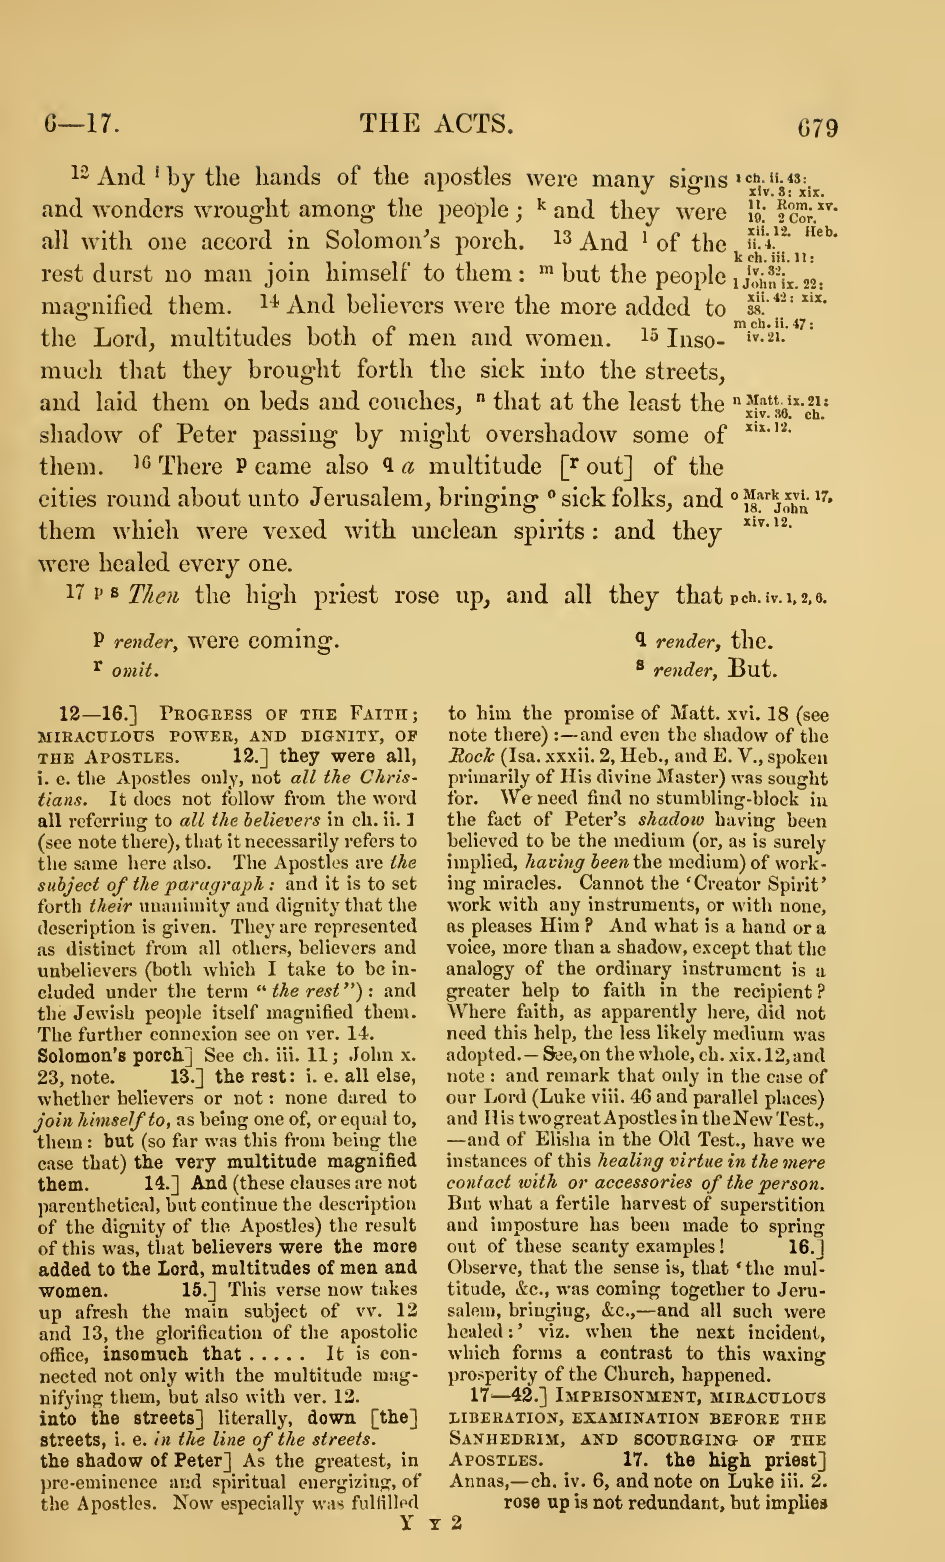 6—17.
THE ACTS.
679
12 And i by the hands of the apostles were many signs
and wonders wrought among the people ; k and they were
all with one accord in Solomon's porch. 13 And l of the
rest durst no man join himself to them : m but the people
magnified them. 14 And believers were the more added to
the Lord, multitudes both of men and women. 15 Inso-
much that they brought forth the sick into the streets,
and laid them on beds and couches, n that at the least the
shadow of Peter passing by might overshadow some of
them. 16 There p came also q a multitude [r out] of the
cities round about unto Jerusalem, bringing o sick folks, and
them which were vexed with unclean spirits : and they
were healed every one.
17 p s Then the high priest rose up, and all they that
i ch. ii. 43:
xiv. 3: xix.
11. Rom. xv.
19. 2 Cor.
xii. 12. Heb.
ii. 4.
k ch. iii. 11:
iv. 32.
l John ix. 22:
xii. 42: xix.
38.
m ch. ii. 47:
iv. 21.
n Matt. ix. 21:
xiv. 36. ch.
xix. 12.
o Mark xvi. 17,
18. John
xiv. 12.
p ch. iv. 1, 2, 6.
p render, were coming.
q render, the.
r omit.
s render, But.
12—16.] PROGRESS OF THE FAITH;
MIRACULOUS POWER, AND DIGNITY, OF
THE APOSTLES. 12.] they were all,
i. e. the Apostles only, not all the Chris-
tians. It does not follow from the word
all referring to all the believers in ch. ii. 1
(see note there), that it necessarily refers to
the same here also. The Apostles are the
subject of the paragraph: and it is to set
forth their unanimity and dignity that the
description is given. They are represented
as distinct from all others, believers and
unbelievers (both which I take to be in-
cluded under the term "the rest"): and
the Jewish people itself magnified them.
The further connexion see on ver. 14.
Solomon's porch] See ch. iii. 11; John x.
23, note. 13.] the rest: i. e. all else,
whether believers or not: none dared to
join himself to, as being one of, or equal to,
them: but (so far was this from being the
case that) the very multitude magnified
them. 14.] And (these clauses are not
parenthetical, but continue the description
of the dignity of the Apostles) the result
of this was, that believers were the more
added to the Lord, multitudes of men and
women. 15.] This verse now takes
up afresh the main subject of vv. 12
and 13, the glorification of the apostolic
office, insomuch that . . . . . It is con-
nected not only with the multitude mag-
nifying them, but also with ver. 12.
into the streets] literally, down [the]
streets, i. e. in the line of the streets.
the shadow of Peter] As the greatest, in
pre-eminence and spiritual energizing, of
the Apostles. Now especially was fulfilled
to him the promise of Matt. xvi. 18 (see
note there) :—and even the shadow of the
Rock (Isa. xxxii. 2, Heb., and E. V., spoken
primarily of His divine Master) was sought
for. We need find no stumbling-block in
the fact of Peter's shadow having been
believed to be the medium (or, as is surely
implied, having been the medium) of work-
ing miracles. Cannot the 'Creator Spirit'
work with any instruments, or with none,
as pleases Him? And what is a hand or a
voice, more than a shadow, except that the
analogy of the ordinary instrument is a
greater help to faith in the recipient?
Where faith, as apparently here, did not
need this help, the less likely medium was
adopted.—See, on the whole, ch. xix. 12, and
note: and remark that only in the case of
our Lord (Luke viii. 46 and parallel places)
and His two great Apostles in the New Test.,
—and of Elisha in the Old Test., have we
instances of this healing virtue in the mere
contact with or accessories of the person.
But what a fertile harvest of superstition
and imposture has been made to spring
out of these scanty examples! 16.]
Observe, that the sense is, that 'the mul-
titude, &c., was coming together to Jeru-
salem, bringing, &c.,—and all such were
healed:' viz. when the next incident,
which forms a contrast to this waxing
prosperity of the Church, happened.
17—42.] IMPRISONMENT, MIRACULOUS
LIBERATION, EXAMINATION BEFORE THE
SANHEDRIM, AND SCOURGING OF THE
APOSTLES. 17. the high priest]
Annas,—ch. iv. 6, and note on Luke iii. 2.
rose up is not redundant, but implies
Y Y 2